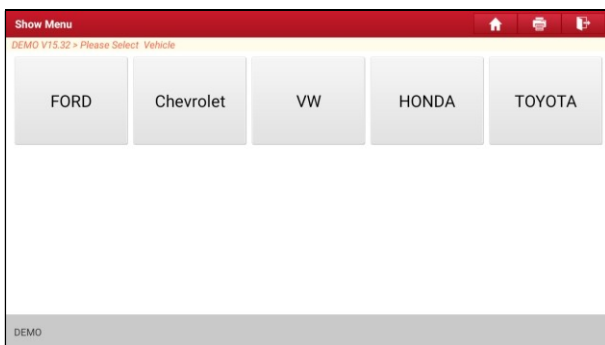 Show Menu
DEMO V15.32 > Please Select Vehicle
FORD Chevrolet VW HONDA TOYOTA
DEMO